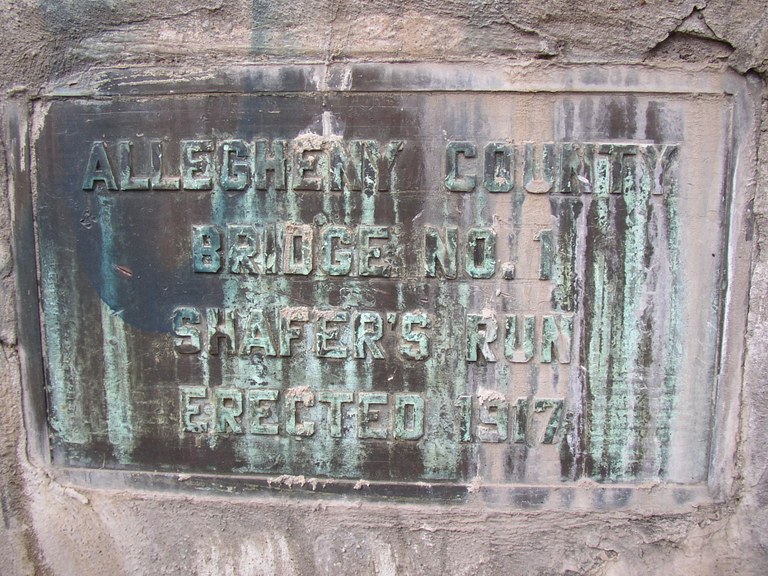 ALLEGHENY COUNTY
BRIDGE NO. 1
SHAFER'S RUN
ERECTED 1917